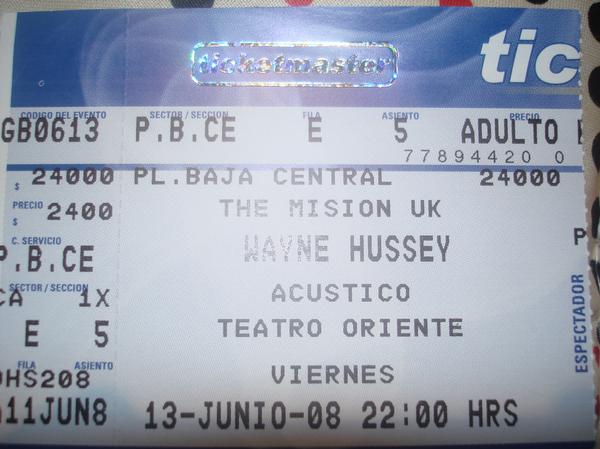 ticketmaster
tic
CODIGO DEL EVENTO SECTOR / SECCION FILA ASIENTO PRECIO
GB0613 P.B.CE E 5 ADULTO
77894420 0
$ 24000 PL.BAJA CENTRAL 24000
PRECIO $ 2400 THE MISION UK
C. SERVICIO
P.B.CE WAYNE HUSSEY
SECTOR / SECCION
CA 1X ACUSTICO
E 5 TEATRO ORIENTE
FILA ASIENTO
HS208 VIERNES
11JUN8 13-JUNIO-08 22:00 HRS
P
ESPECTADOR